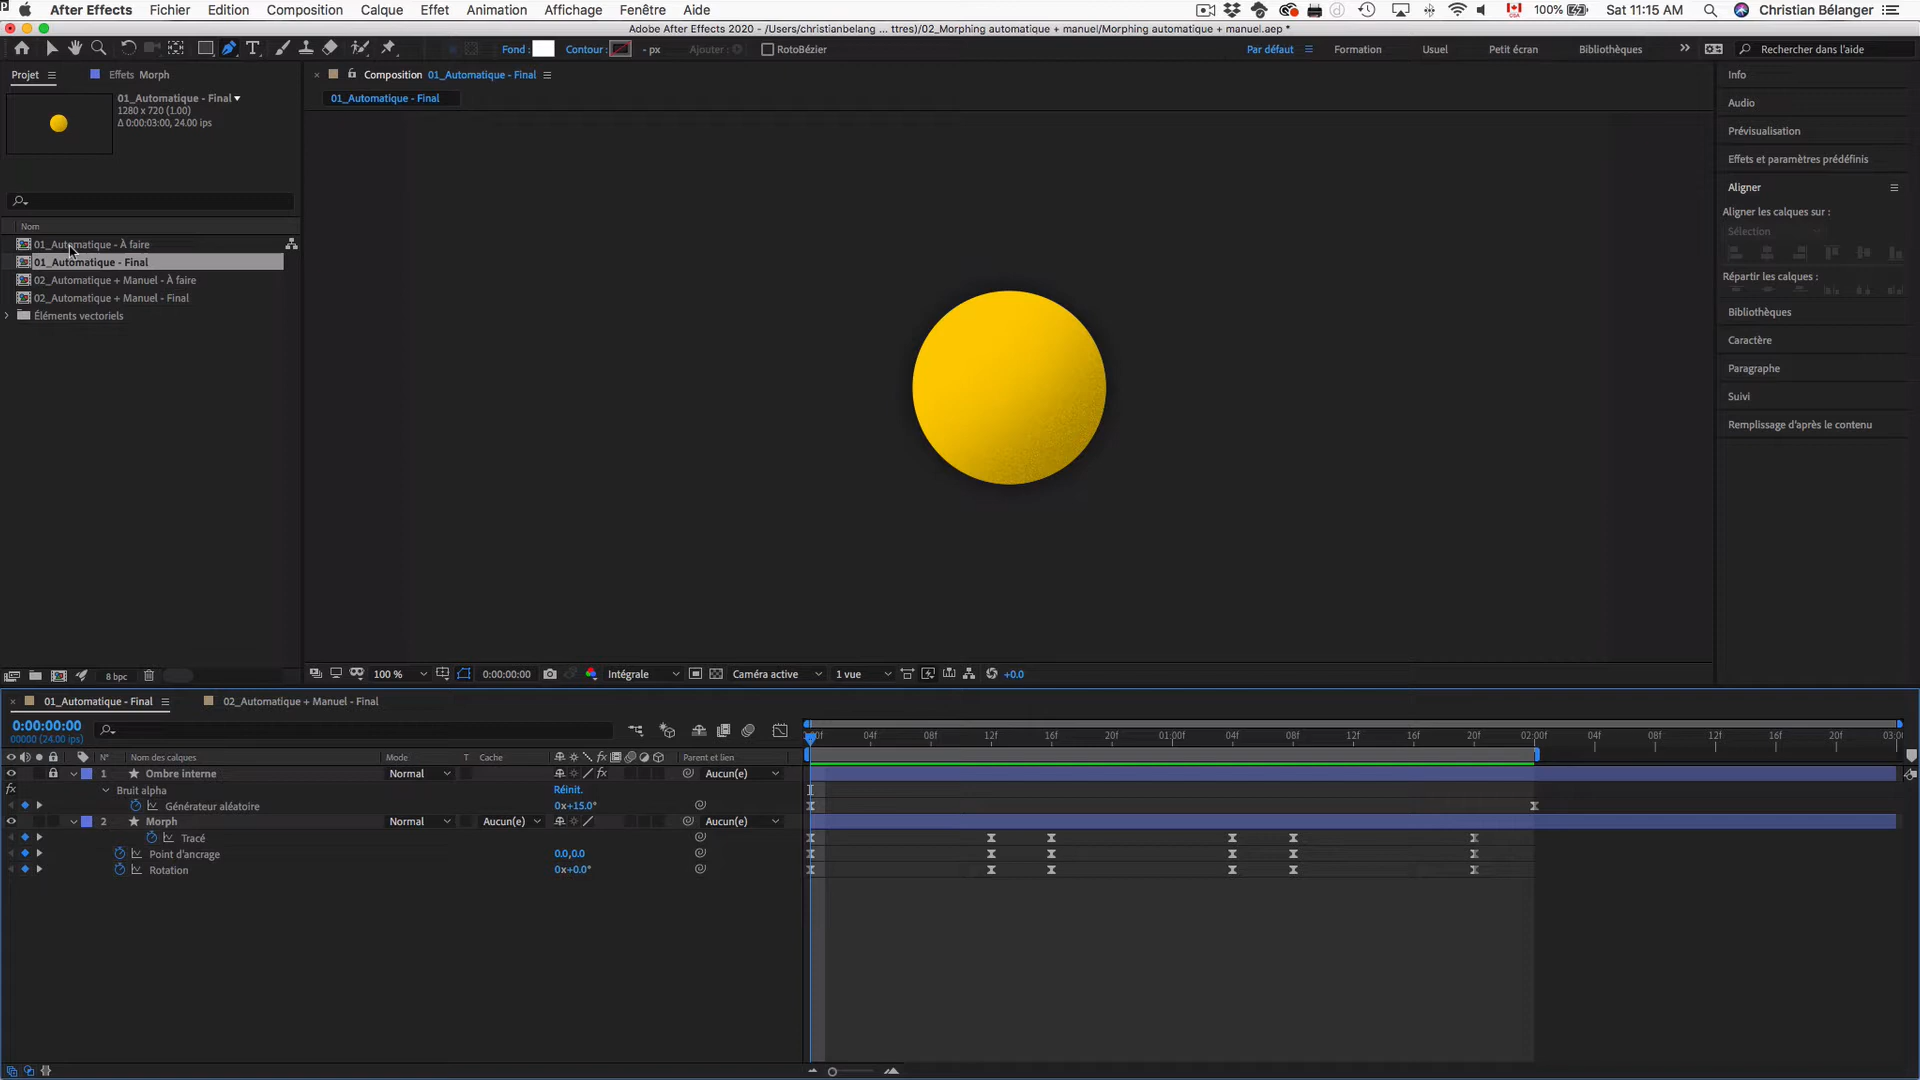 After Effects Fichier Edition Composition Calque Effet Animation Affichage Fenêtre Aide 100% Sat 11:15 AM Christian Bélanger
Adobe After Effects 2020 - /Users/christianbelang ... ttres)/02_Morphing automatique + manuel/Morphing automatique + manuel.aep *
Fond : Contour : - px Ajouter : RotoBézier Par défaut Formation Usuel Petit écran Bibliothèques Rechercher dans l'aide
Projet Effets Morph
Composition 01_Automatique - Final
01_Automatique - Final
01_Automatique - Final
1280 x 720 (1.00)
Δ 0:00:03:00, 24.00 ips
Nom
01_Automatique - À faire
01_Automatique - Final
02_Automatique + Manuel - À faire
02_Automatique + Manuel - Final
Éléments vectoriels
Info
Audio
Prévisualisation
Effets et paramètres prédéfinis
Aligner
Aligner les calques sur :
Sélection
Répartir les calques :
Bibliothèques
Caractère
Paragraphe
Suivi
Remplissage d'après le contenu
8 bpc
100 % 0:00:00:00 Intégrale Caméra active 1 vue +0.0
01_Automatique - Final 02_Automatique + Manuel - Final
0:00:00:00
00000 (24.00 ips)
04f 08f 12f 16f 20f 01:00f 04f 08f 12f 16f 20f 02:00f 04f 08f 12f 16f 20f
N° Nom des calques Mode T Cache Parent et lien
1 Ombre interne Normal Aucun(e)
Bruit alpha Réinit.
Générateur aléatoire 0x+15.0°
2 Morph Normal Aucun(e) Aucun(e)
Tracé
Point d'ancrage 0.0,0.0
Rotation 0x+0.0°